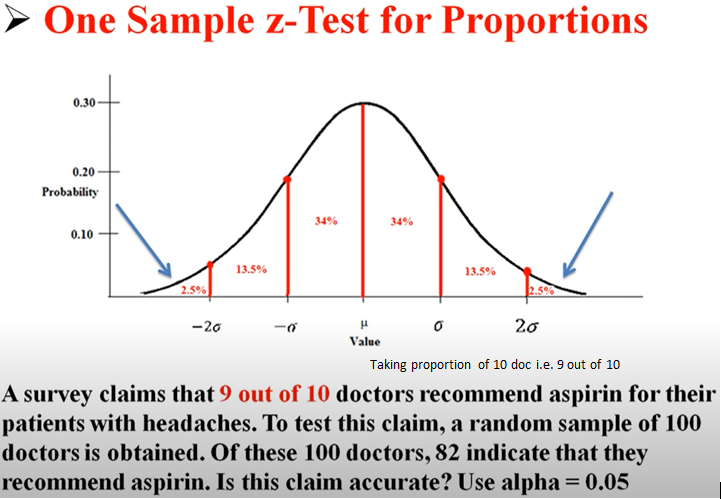 ➢ One Sample z-Test for Proportions
0.30
0.20
Probability
0.10
34% 34%
13.5% 13.5%
2.5% 2.5%
−2σ −σ μ σ 2σ
Value
Taking proportion of 10 doc i.e. 9 out of 10
A survey claims that 9 out of 10 doctors recommend aspirin for their
patients with headaches. To test this claim, a random sample of 100
doctors is obtained. Of these 100 doctors, 82 indicate that they
recommend aspirin. Is this claim accurate? Use alpha = 0.05